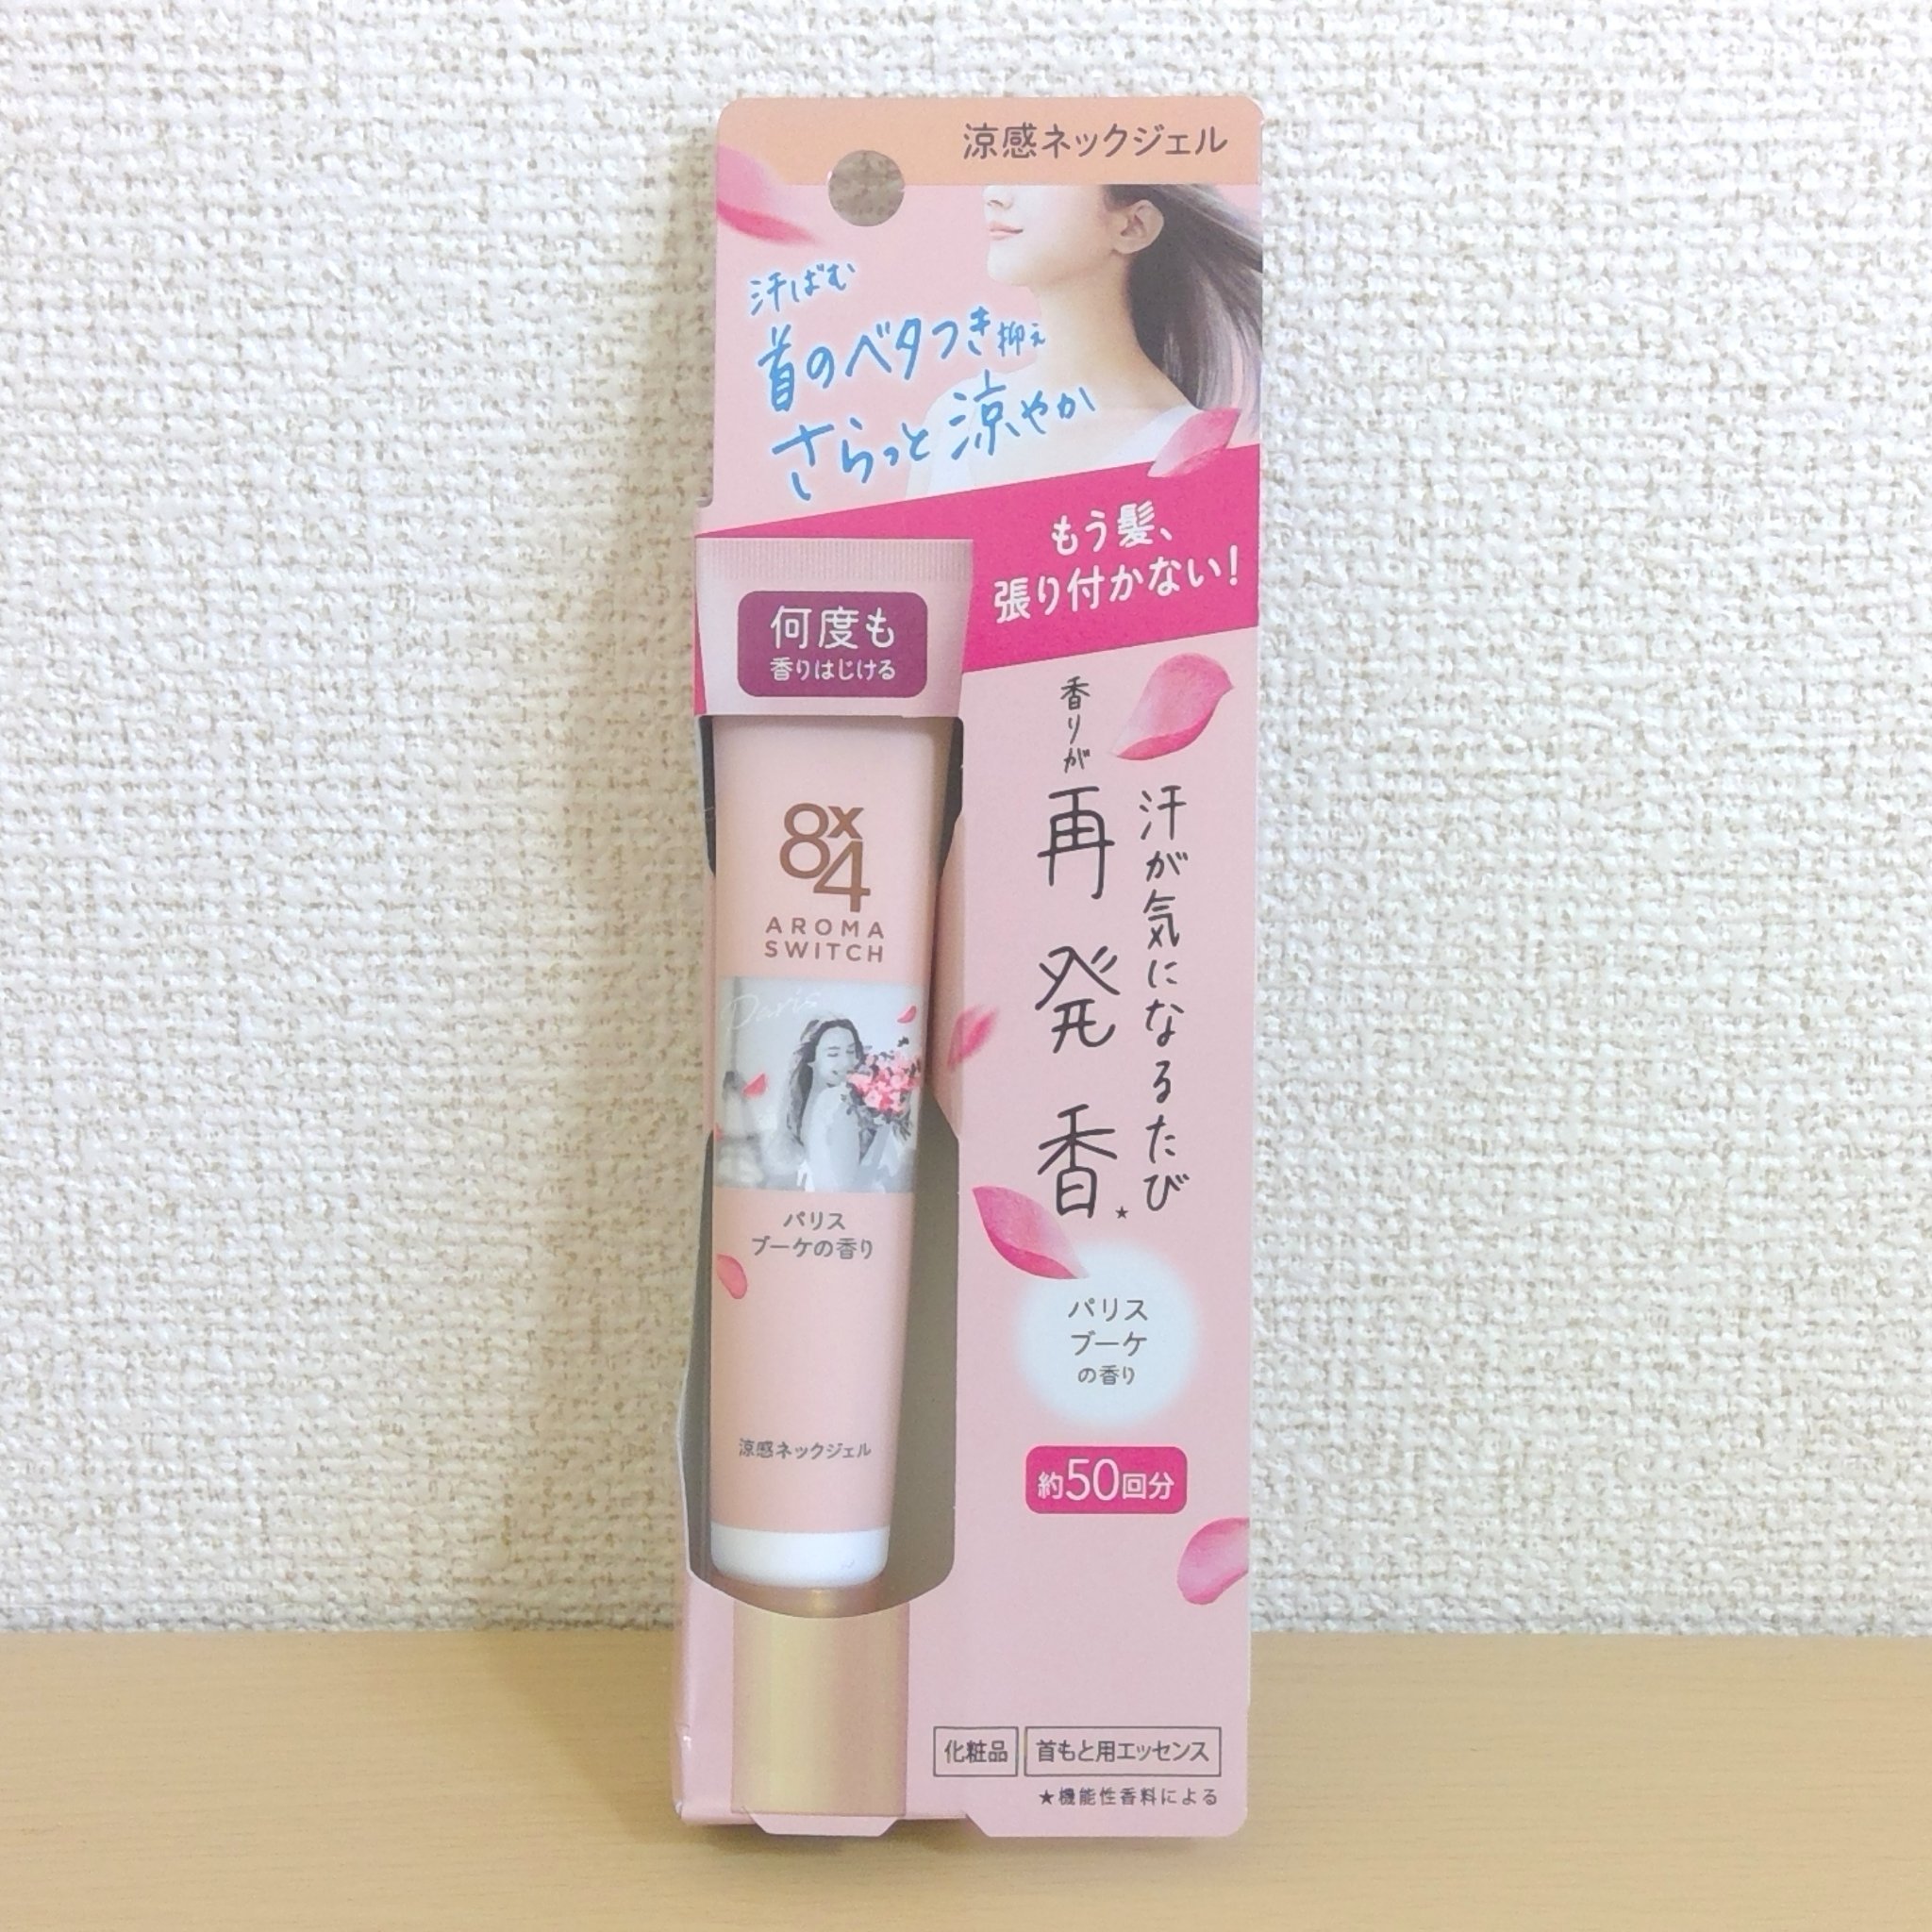 涼感ネックジェル
汗ばむ
首のベタつき抑え
さらっと涼やか
もう髪、
張り付かない!
何度も
香りはじける
汗が気になるたび
香りが
再発香★
8x4
AROMA
SWITCH
Paris
パリス
ブーケの香り
涼感ネックジェル
パリス
ブーケ
の香り
約50回分
化粧品
首もと用エッセンス
★機能性香料による